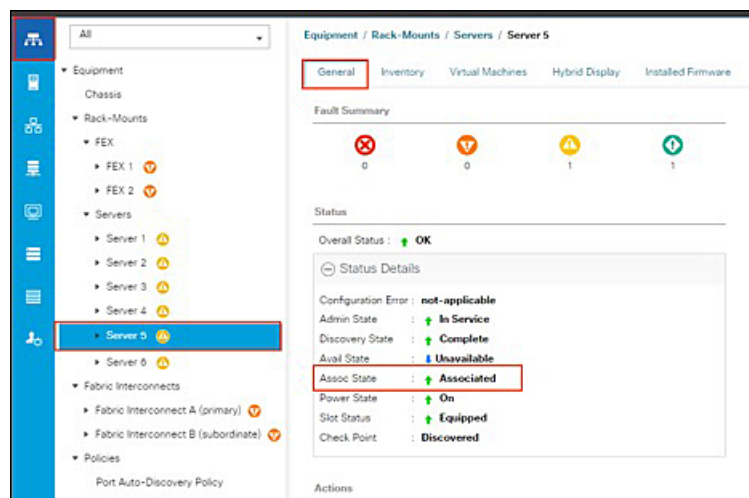 All
Equipment
Chassis
Rack-Mounts
FEX
FEX 1
FEX 2
Servers
Server 1
Server 2
Server 3
Server 4
Server 5
Server 6
Fabric Interconnects
Fabric Interconnect A (primary)
Fabric Interconnect B (subordinate)
Policies
Port Auto-Discovery Policy
Equipment / Rack-Mounts / Servers / Server 5
General Inventory Virtual Machines Hybrid Display Installed Firmware
Fault Summary
0 0 1 1
Status
Overall Status : OK
Status Details
Configuration Error : not-applicable
Admin State : In Service
Discovery State : Complete
Avail State : Unavailable
Assoc State : Associated
Power State : On
Slot Status : Equipped
Check Point : Discovered
Actions